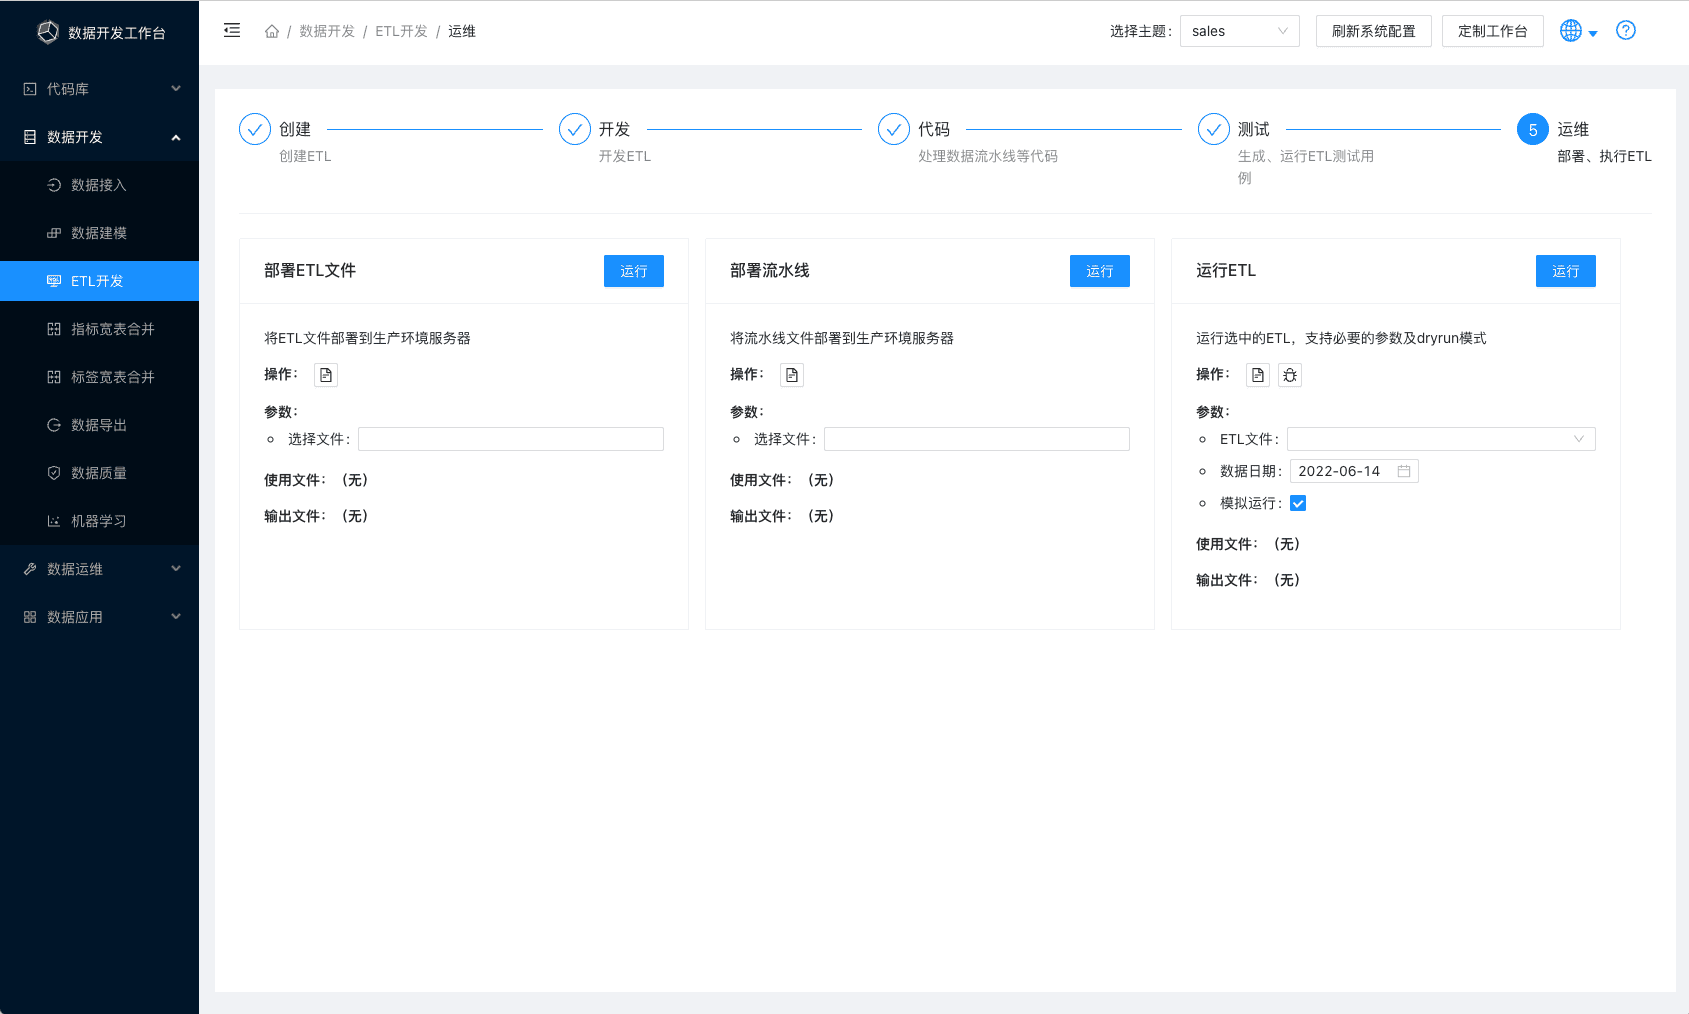 数据开发工作台
/ 数据开发 / ETL开发 / 运维
选择主题： sales
刷新系统配置
定制工作台
代码库
数据开发
数据接入
数据建模
ETL开发
指标宽表合并
标签宽表合并
数据导出
数据质量
机器学习
数据运维
数据应用
创建
创建ETL
开发
开发ETL
代码
处理数据流水线等代码
测试
生成、运行ETL测试用
例
5 运维
部署、执行ETL
部署ETL文件 运行
将ETL文件部署到生产环境服务器
操作：
参数：
选择文件：
使用文件： （无）
输出文件： （无）
部署流水线 运行
将流水线文件部署到生产环境服务器
操作：
参数：
选择文件：
使用文件： （无）
输出文件： （无）
运行ETL 运行
运行选中的ETL，支持必要的参数及dryrun模式
操作：
参数：
ETL文件：
数据日期： 2022-06-14
模拟运行：
使用文件： （无）
输出文件： （无）